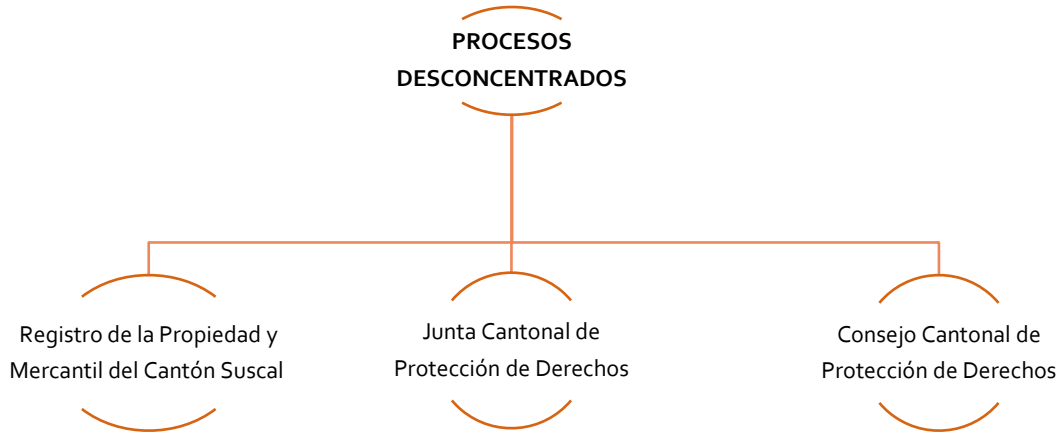 PROCESOS
DESCONCENTRADOS
Registro de la Propiedad y
Mercantil del Cantón Suscal
Junta Cantonal de
Protección de Derechos
Consejo Cantonal de
Protección de Derechos